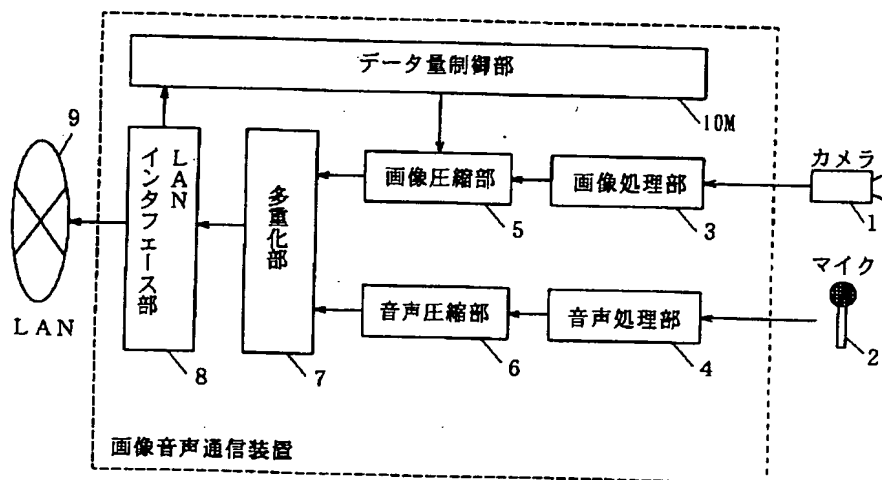 データ量制御部
10M
9
LAN
インタフェース部
多重化部
画像圧縮部
画像処理部
カメラ
5
3
1
マイク
音声圧縮部
音声処理部
LAN
8
7
6
4
2
画像音声通信装置